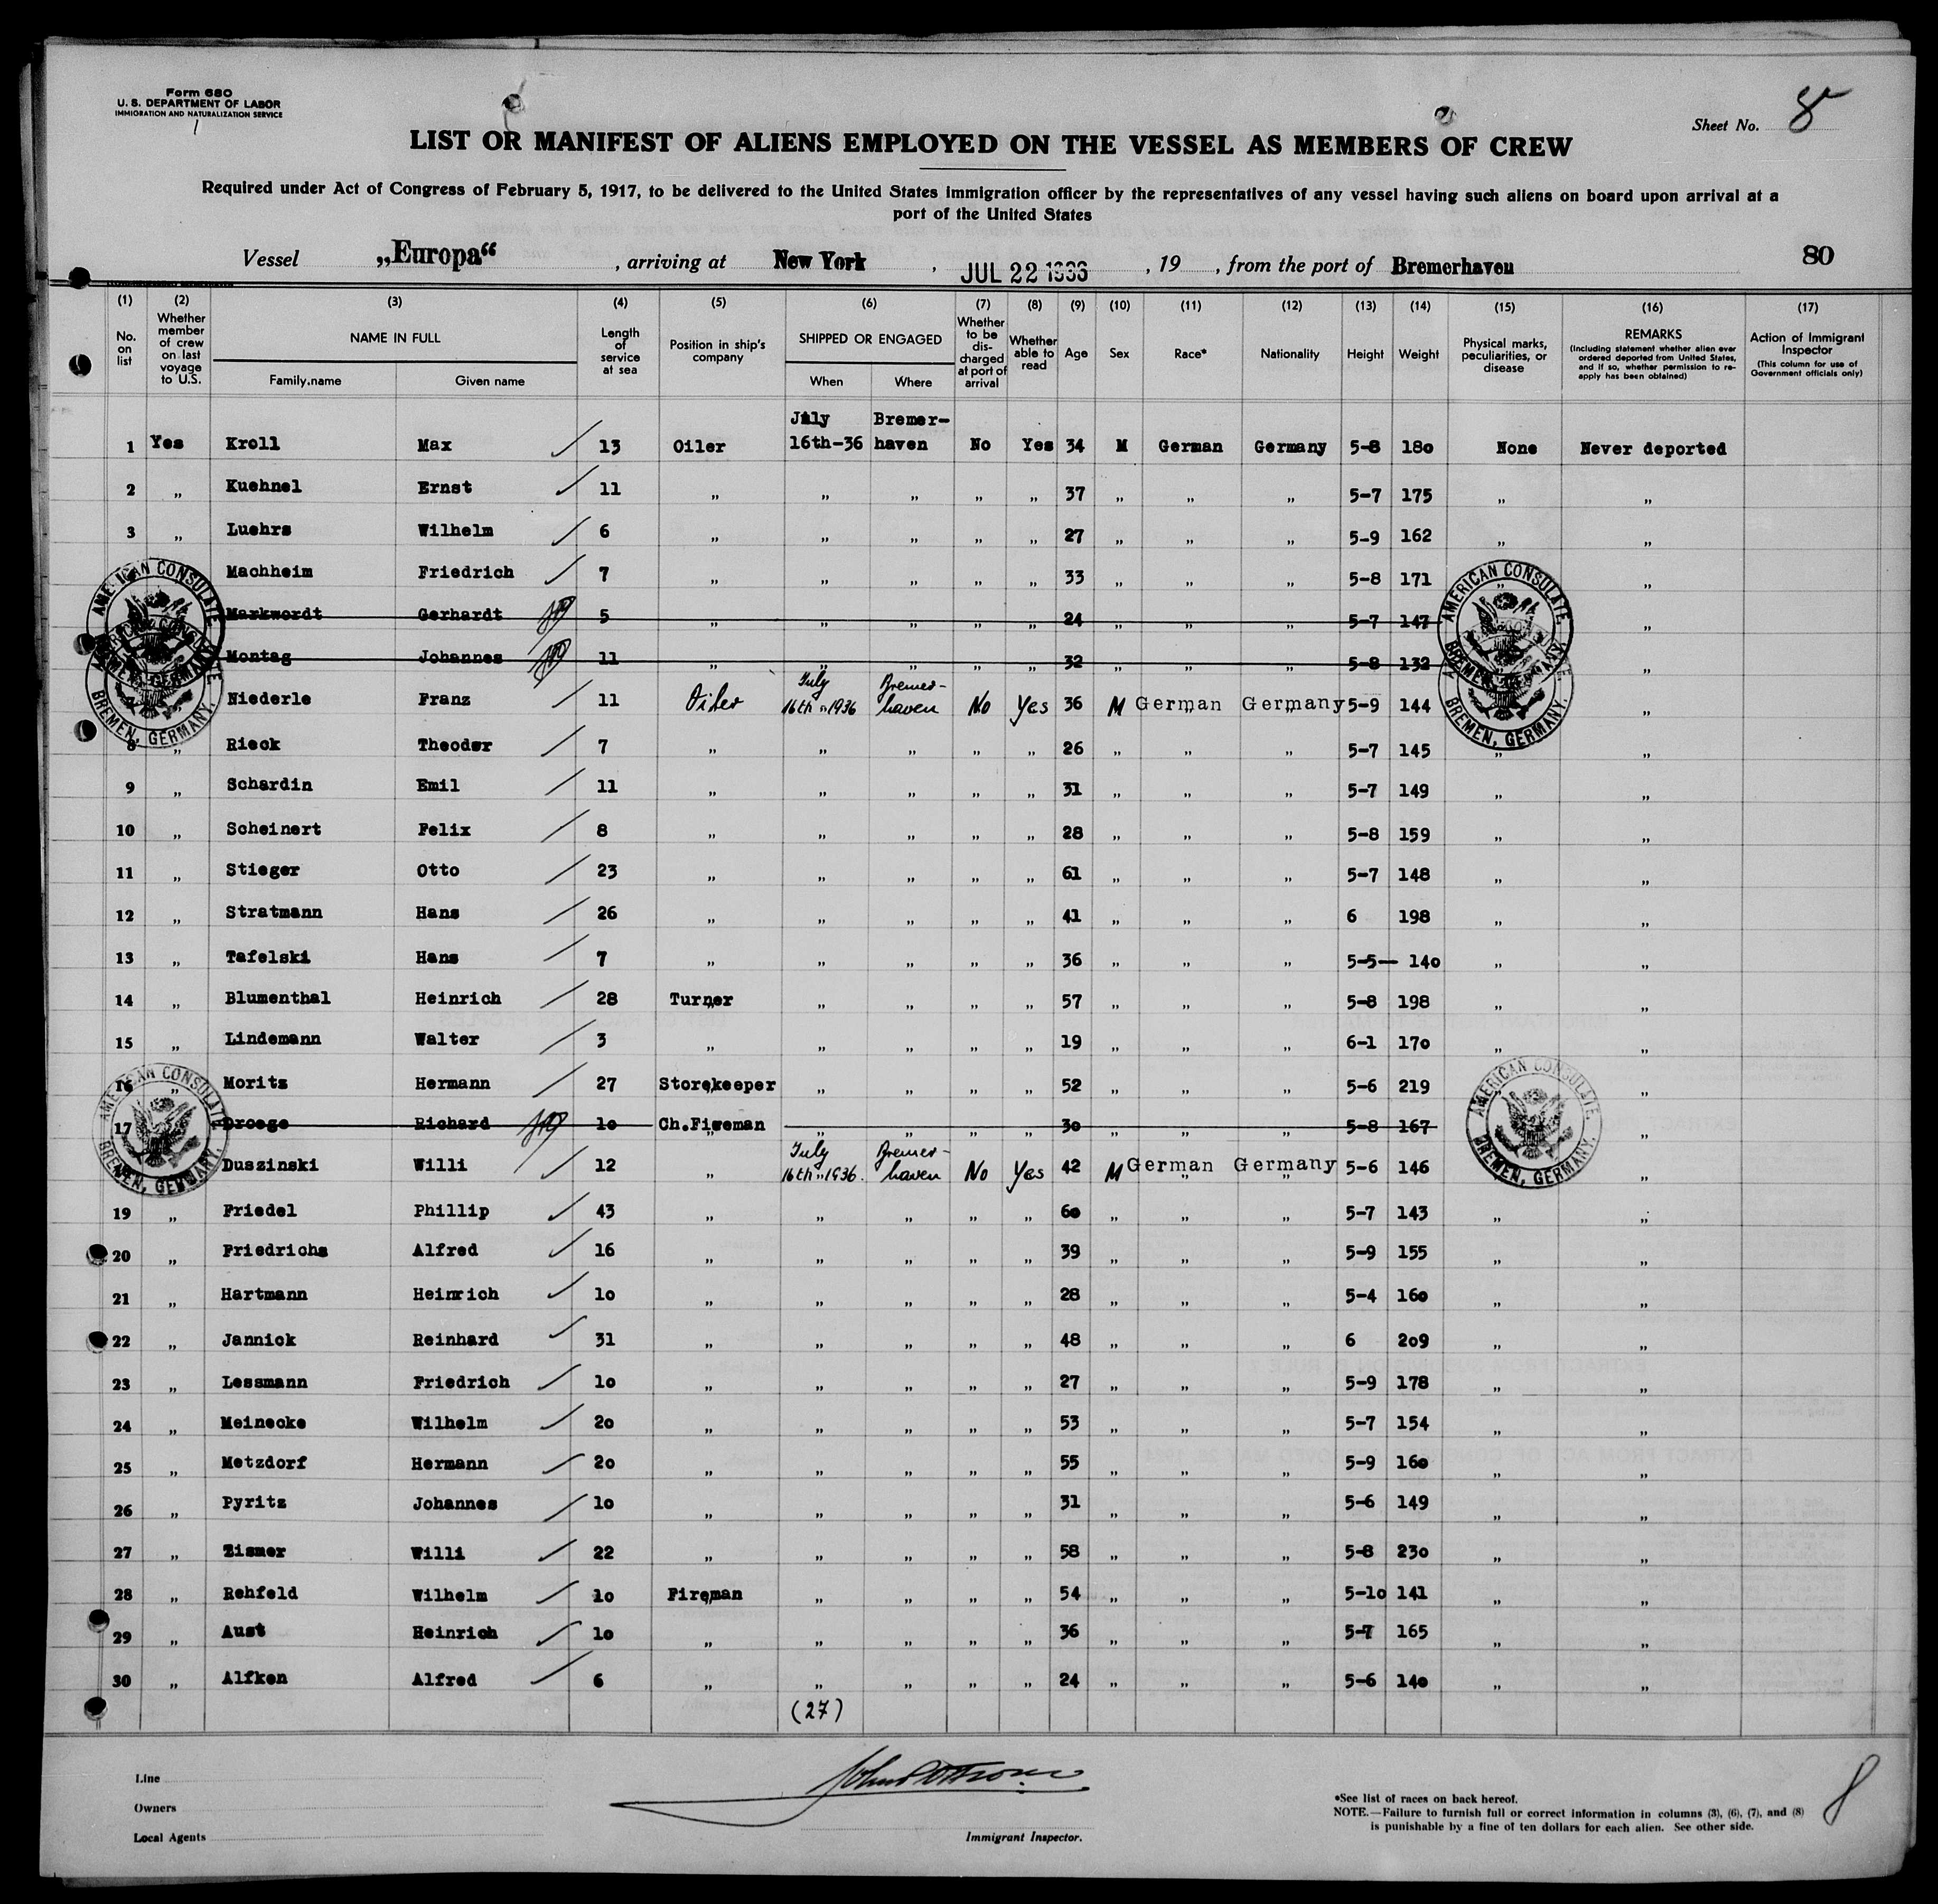 Form 680
U. S. DEPARTMENT OF LABOR
IMMIGRATION AND NATURALIZATION SERVICE
Sheet No. 8
LIST OR MANIFEST OF ALIENS EMPLOYED ON THE VESSEL AS MEMBERS OF CREW
Required under Act of Congress of February 5, 1917, to be delivered to the United States immigration officer by the representatives of any vessel having such aliens on board upon arrival at a
port of the United States
Vessel „Europa“ , arriving at New York , JUL 22 1936 , 19 , from the port of Bremerhaven 80
(1) (2) (3) (4) (5) (6) (7) (8) (9) (10) (11) (12) (13) (14) (15) (16) (17)
No. on list Whether member of crew on last voyage to U.S. NAME IN FULL Family name Given name Length of service at sea Position in ship's company SHIPPED OR ENGAGED When Where Whether to be discharged at port of arrival Whether able to read Age Sex Race* Nationality Height Weight Physical marks, peculiarities, or disease REMARKS (Including statement whether alien ever ordered deported from United States, and if so, whether permission to re-apply has been obtained) Action of Immigrant Inspector (This column for use of Government officials only)
1 Yes Kroll Max 13 Oiler July 16th-36 Bremer-haven No Yes 34 M German Germany 5-8 180 None Never deported
2 „ Kuehnel Ernst 11 „ „ „ „ „ 37 „ „ „ 5-7 175 „ „
3 „ Luehrs Wilhelm 6 „ „ „ „ „ 27 „ „ „ 5-9 162 „ „
Machheim Friedrich 7 „ „ „ „ „ 33 „ „ „ 5-8 171 „ „
Markwordt Gerhardt 5 „ „ „ „ „ 24 „ „ „ 5-7 147 „
Montag Johannes 11 „ „ „ „ „ 32 „ „ „ 5-8 132 „
Niederle Franz 11 Oiler July 16th 1936 Bremer-haven No Yes 36 M German Germany 5-9 144 „
8 „ Rieck Theodor 7 „ „ „ „ „ 26 „ „ „ 5-7 145 „ „
9 „ Schardin Emil 11 „ „ „ „ „ 31 „ „ „ 5-7 149 „ „
10 „ Scheinert Felix 8 „ „ „ „ „ 28 „ „ „ 5-8 159 „ „
11 „ Stieger Otto 23 „ „ „ „ „ 61 „ „ „ 5-7 148 „ „
12 „ Stratmann Hans 26 „ „ „ „ „ 41 „ „ „ 6 198 „ „
13 „ Tafelski Hans 7 „ „ „ „ „ 36 „ „ „ 5-5- 140 „ „
14 „ Blumenthal Heinrich 28 Turner „ „ „ „ 57 „ „ „ 5-8 198 „ „
15 „ Lindemann Walter 3 „ „ „ „ „ 19 „ „ „ 6-1 170 „ „
16 „ Moritz Hermann 27 Storekeeper „ „ „ „ 52 „ „ „ 5-6 219 „
17 Droege Richard 10 Ch.Fireman „ „ „ „ 30 „ „ „ 5-8 167 „
Duszinski Willi 12 „ July 16th 1936. Bremer-haven No Yes 42 M German Germany 5-6 146 „
19 „ Friedel Phillip 43 „ „ „ „ „ 60 „ „ „ 5-7 143 „ „
20 „ Friedrichs Alfred 16 „ „ „ „ „ 39 „ „ „ 5-9 155 „ „
21 „ Hartmann Heinrich 10 „ „ „ „ „ 28 „ „ „ 5-4 160 „ „
22 „ Jannick Reinhard 31 „ „ „ „ „ 48 „ „ „ 6 209 „ „
23 „ Lessmann Friedrich 10 „ „ „ „ „ 27 „ „ „ 5-9 178 „ „
24 „ Meinecke Wilhelm 20 „ „ „ „ „ 53 „ „ „ 5-7 154 „ „
25 „ Metzdorf Hermann 20 „ „ „ „ „ 55 „ „ „ 5-9 160 „ „
26 „ Pyritz Johannes 10 „ „ „ „ „ 31 „ „ „ 5-6 149 „ „
27 „ Zismer Willi 22 „ „ „ „ „ 58 „ „ „ 5-8 230 „ „
28 „ Rehfeld Wilhelm 10 Fireman „ „ „ „ 54 „ „ „ 5-10 141 „ „
29 „ Aust Heinrich 10 „ „ „ „ „ 36 „ „ „ 5-7 165 „ „
30 „ Alfken Alfred 6 „ „ „ „ „ 24 „ „ „ 5-6 140 „ „
(27)
AMERICAN CONSULATE BREMEN, GERMANY.
AMERICAN CONSULATE BREMEN, GERMANY.
AMERICAN CONSULATE BREMEN, GERMANY.
AMERICAN CONSULATE BREMEN, GERMANY.
Line
Owners
Local Agents
Immigrant Inspector.
*See list of races on back hereof.
NOTE.—Failure to furnish full or correct information in columns (3), (6), (7), and (8)
is punishable by a fine of ten dollars for each alien. See other side.
8